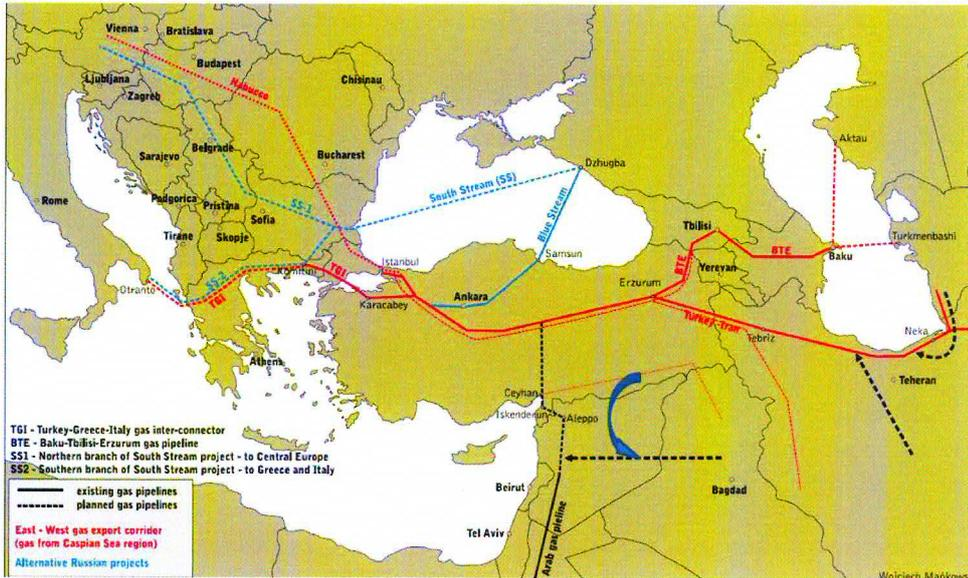 Vienna
Bratislava
Budapest
Chisinau
Ljubljana
Zagreb
Nabucco
Aktau
Belgrade
Sarajevo
Bucharest
Dzhugba
South Stream (SS)
Rome
Podgorica
Pristina
SS-1
Sofia
Blue Stream
Tbilisi
Turkmenbashi
Tirane
Skopje
BTE
Baku
Samsun
Istanbul
TGI
Komitini
SS-2
TGI
BTE
Yerevan
Erzurum
Otranto
Karacabey
Ankara
Turkey-Iran
Tebriz
Neka
Athens
Teheran
Ceyhan
Iskenderun
Aleppo
TGI - Turkey-Greece-Italy gas inter-connector
BTE - Baku-Tbilisi-Erzurum gas pipeline
SS1 - Northern branch of South Stream project - to Central Europe
SS2 - Southern branch of South Stream project - to Greece and Italy
existing gas pipelines
planned gas pipelines
East - West gas export corridor
(gas from Caspian Sea region)
Alternative Russian projects
Beirut
Bagdad
Tel Aviv
Arab gas pieline
Wojciech